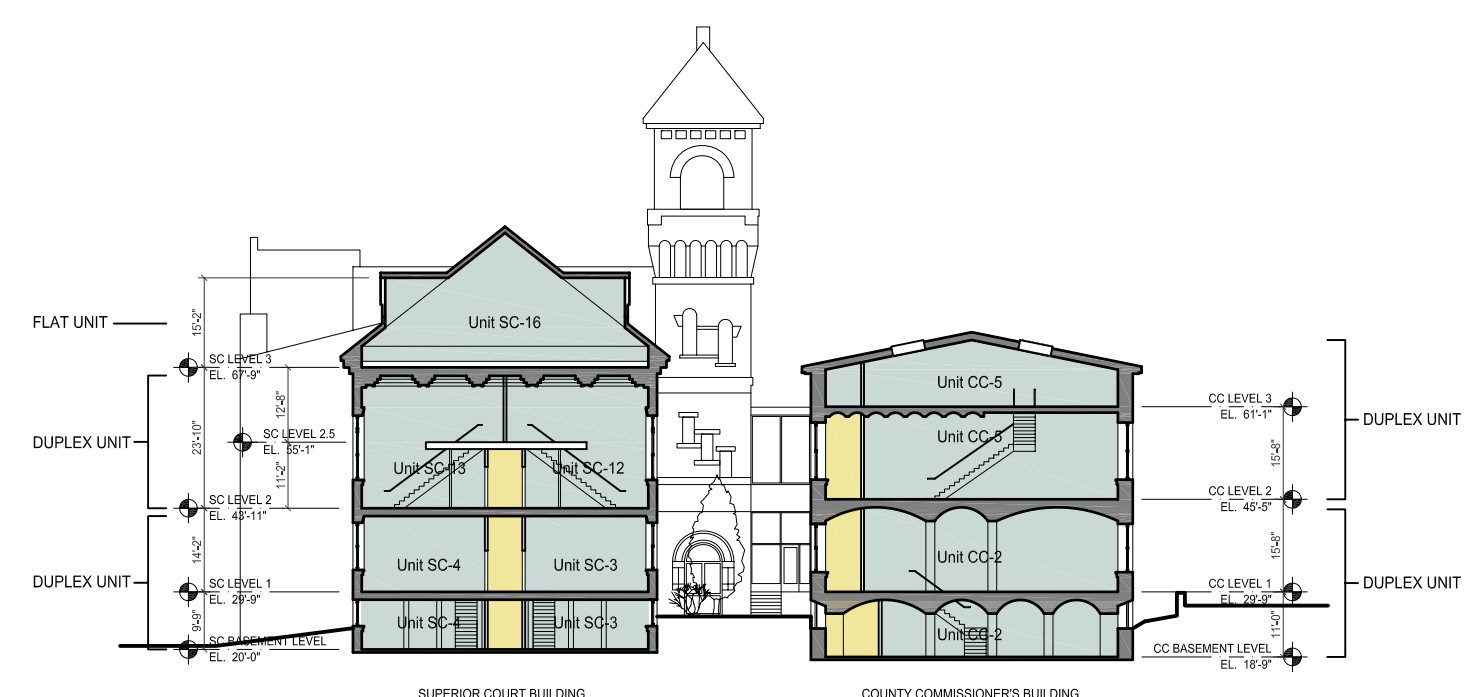 FLAT UNIT
15'-2"
SC LEVEL 3
EL. 67'-9"
Unit SC-16
DUPLEX UNIT
23'-10"
12'-8"
SC LEVEL 2.5
EL. 55'-1"
11'-2"
Unit SC-13
Unit SC-12
SC LEVEL 2
EL. 43'-11"
DUPLEX UNIT
14'-2"
Unit SC-4
Unit SC-3
SC LEVEL 1
EL. 29'-9"
9'-9"
Unit SC-4
Unit SC-3
SC BASEMENT LEVEL
EL. 20'-0"
SUPERIOR COURT BUILDING
Unit CC-5
CC LEVEL 3
EL. 61'-1"
Unit CC-5
15'-8"
DUPLEX UNIT
CC LEVEL 2
EL. 45'-5"
Unit CC-2
15'-8"
DUPLEX UNIT
CC LEVEL 1
EL. 29'-9"
11'-0"
Unit CC-2
CC BASEMENT LEVEL
EL. 18'-9"
COUNTY COMMISSIONER'S BUILDING